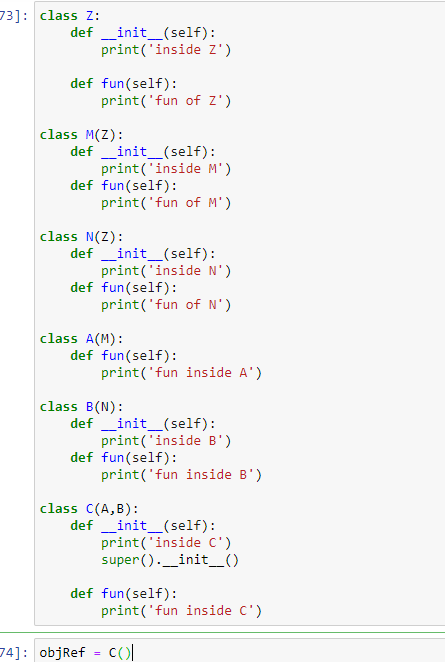 73]: class Z:
    def __init__(self):
        print('inside Z')

    def fun(self):
        print('fun of Z')

class M(Z):
    def __init__(self):
        print('inside M')
    def fun(self):
        print('fun of M')

class N(Z):
    def __init__(self):
        print('inside N')
    def fun(self):
        print('fun of N')

class A(M):
    def fun(self):
        print('fun inside A')

class B(N):
    def __init__(self):
        print('inside B')
    def fun(self):
        print('fun inside B')

class C(A,B):
    def __init__(self):
        print('inside C')
        super().__init__()

    def fun(self):
        print('fun inside C')

74]: objRef = C()